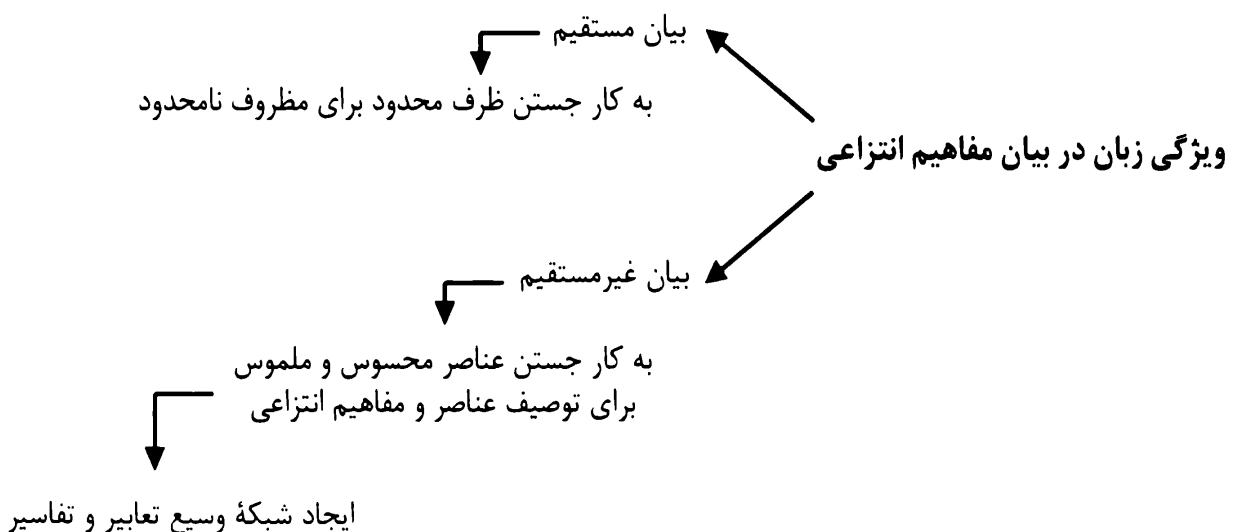 بیان مستقیم
به کار جستن ظرف محدود برای مظروف نامحدود
ویژگی زبان در بیان مفاهیم انتزاعی
بیان غیرمستقیم
به کار جستن عناصر محسوس و ملموس
برای توصیف عناصر و مفاهیم انتزاعی
ایجاد شبکهٔ وسیع تعابیر و تفاسیر